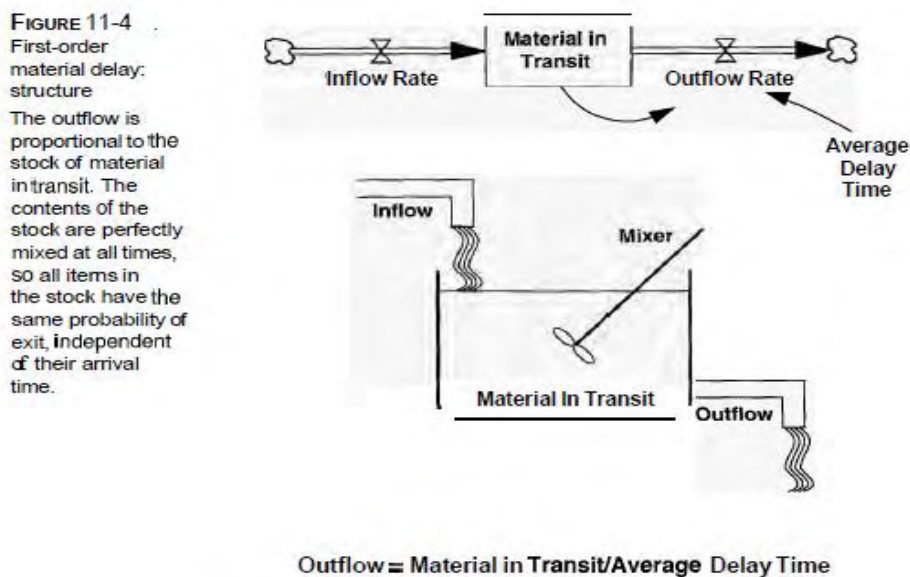 FIGURE 11-4
First-order
material delay:
structure
The outflow is
proportional to the
stock of material
in transit. The
contents of the
stock are perfectly
mixed at all times,
so all items in
the stock have the
same probability of
exit, independent
of their arrival
time.
Material in
Transit
Inflow Rate
Outflow Rate
Average
Delay
Time
Inflow
Mixer
Material In Transit
Outflow
Outflow = Material in Transit/Average Delay Time